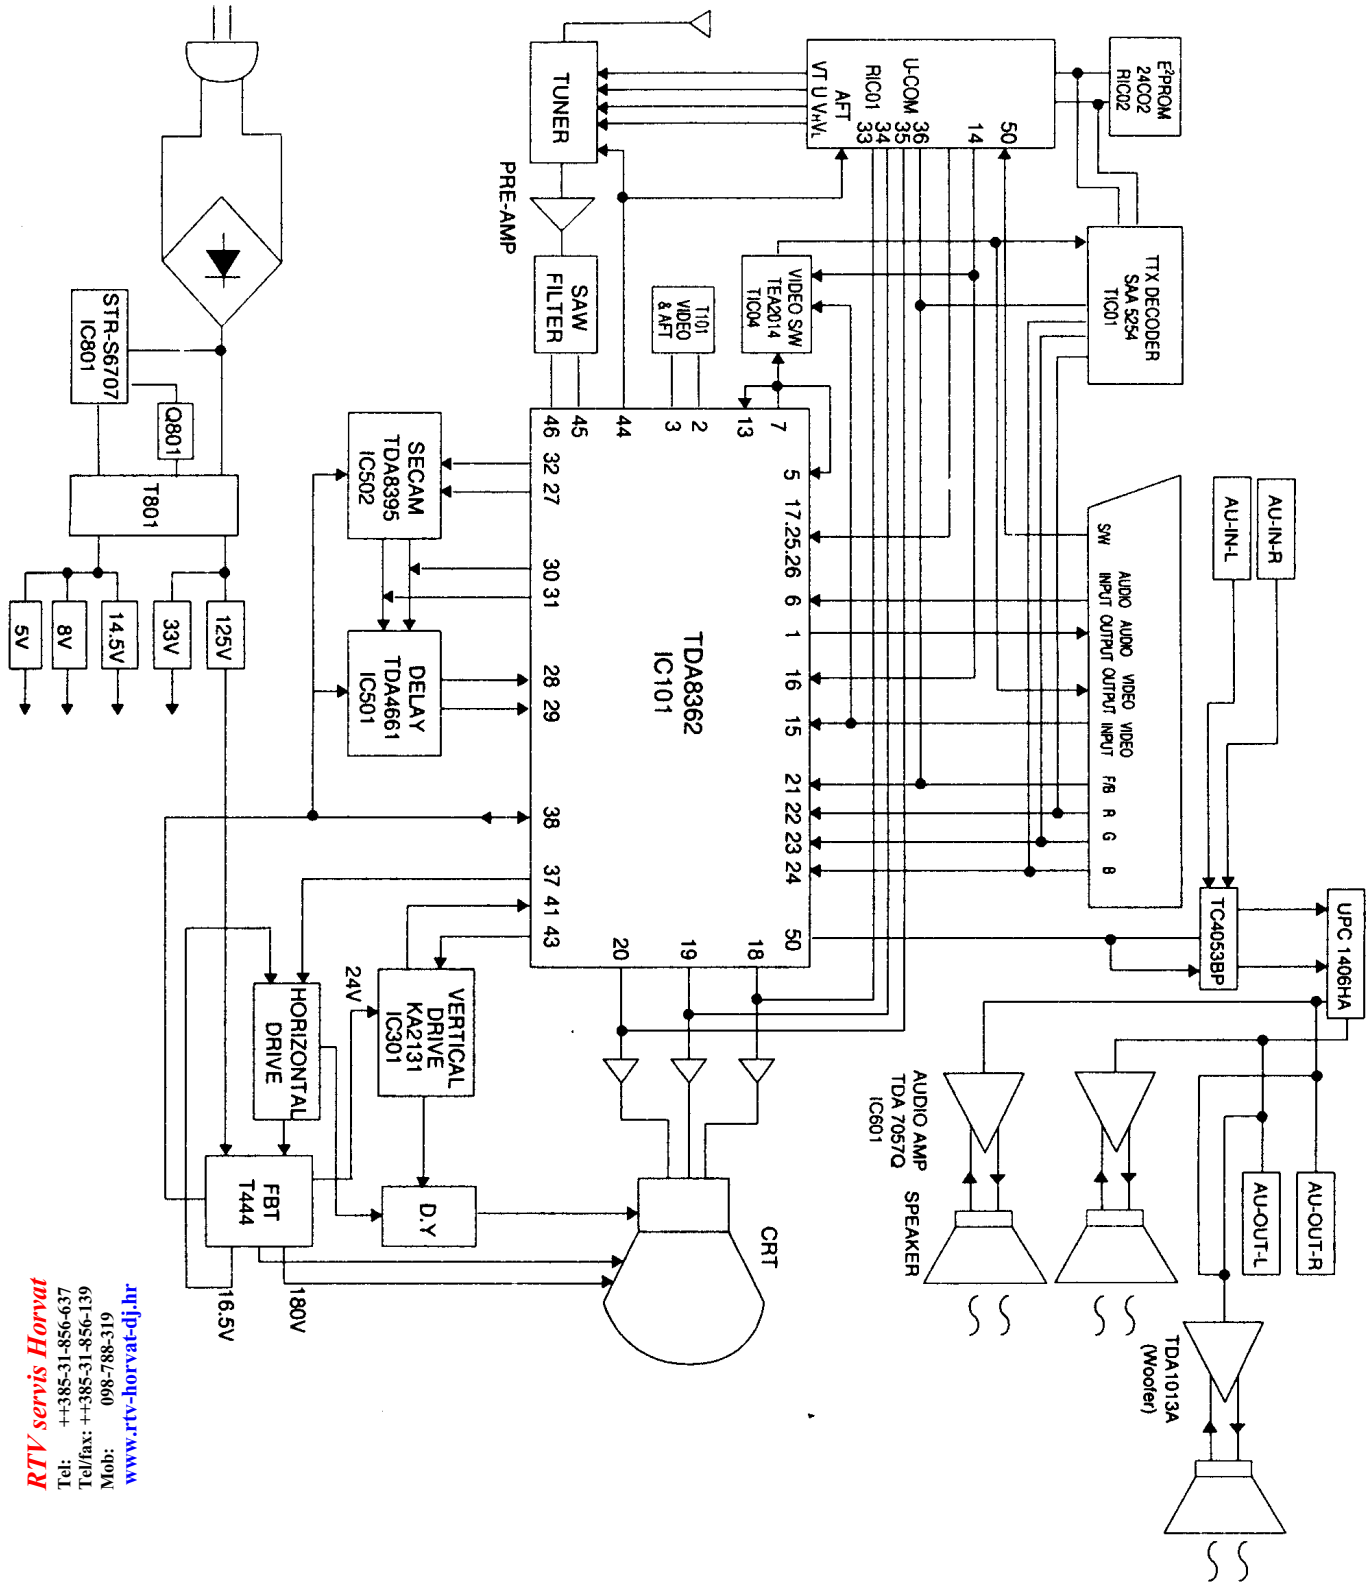 E²PROM
24C02
RIC02
U-COM
RIC01
AFT
VT U VH VL
33
34
35
36
14
50
TUNER
PRE-AMP
SAW
FILTER
T101
VIDEO
& AFT
VIDEO S/W
TEA2014
TIC04
TTX DECODER
SAA 5254
TIC01
AU-IN-R
AU-IN-L
S/W
AUDIO INPUT
AUDIO OUTPUT
VIDEO OUTPUT
VIDEO INPUT
F/B
R
G
B
TC4053BP
UPC 1406HA
46
45
44
3
2
13
7
5
17.25.26
6
1
16
15
21
22
23
24
50
32
27
30
31
28
29
38
37
41
43
20
19
18
TDA8362
IC101
SECAM
TDA8395
IC502
DELAY
TDA4661
IC501
STR-S6707
IC801
Q801
T801
125V
33V
14.5V
8V
5V
24V
VERTICAL
DRIVE
KA2131
IC301
HORIZONTAL
DRIVE
FBT
T444
D.Y
180V
16.5V
CRT
AUDIO AMP
TDA 7057Q
IC601
SPEAKER
AU-OUT-R
AU-OUT-L
TDA1013A
(Woofer)
RTV servis Horvat
Tel: ++385-31-856-637
Tel/fax: ++385-31-856-139
Mob: 098-788-319
www.rtv-horvat-dj.hr